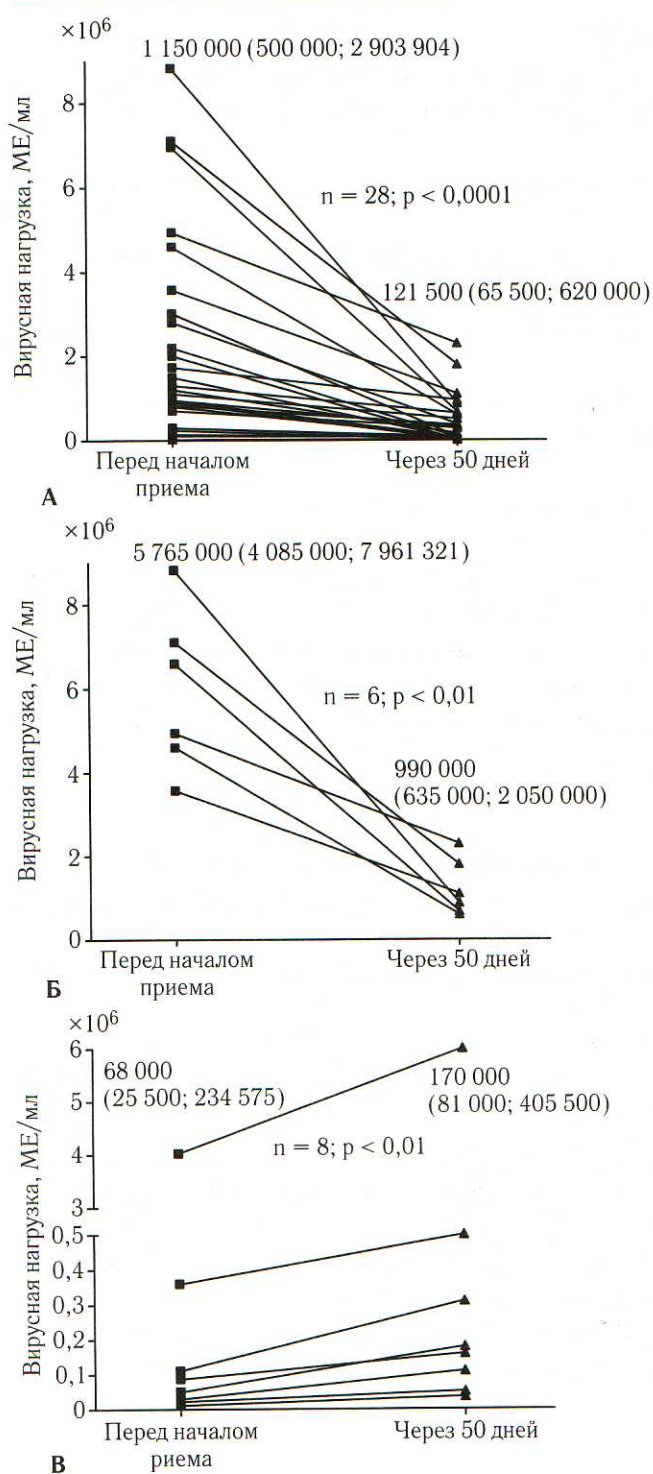 ×10⁶
1 150 000 (500 000; 2 903 904)
Вирусная нагрузка, МЕ/мл
8
6
4
2
0
n = 28; p < 0,0001
121 500 (65 500; 620 000)
Перед началом
приема
Через 50 дней
А
×10⁶
5 765 000 (4 085 000; 7 961 321)
Вирусная нагрузка, МЕ/мл
8
6
4
2
0
n = 6; p < 0,01
990 000
(635 000; 2 050 000)
Перед началом
приема
Через 50 дней
Б
×10⁶
Вирусная нагрузка, МЕ/мл
6
5
4
3
0,5
0,4
0,3
0,2
0,1
0
68 000
(25 500; 234 575)
170 000
(81 000; 405 500)
n = 8; p < 0,01
Перед началом
риема
Через 50 дней
В